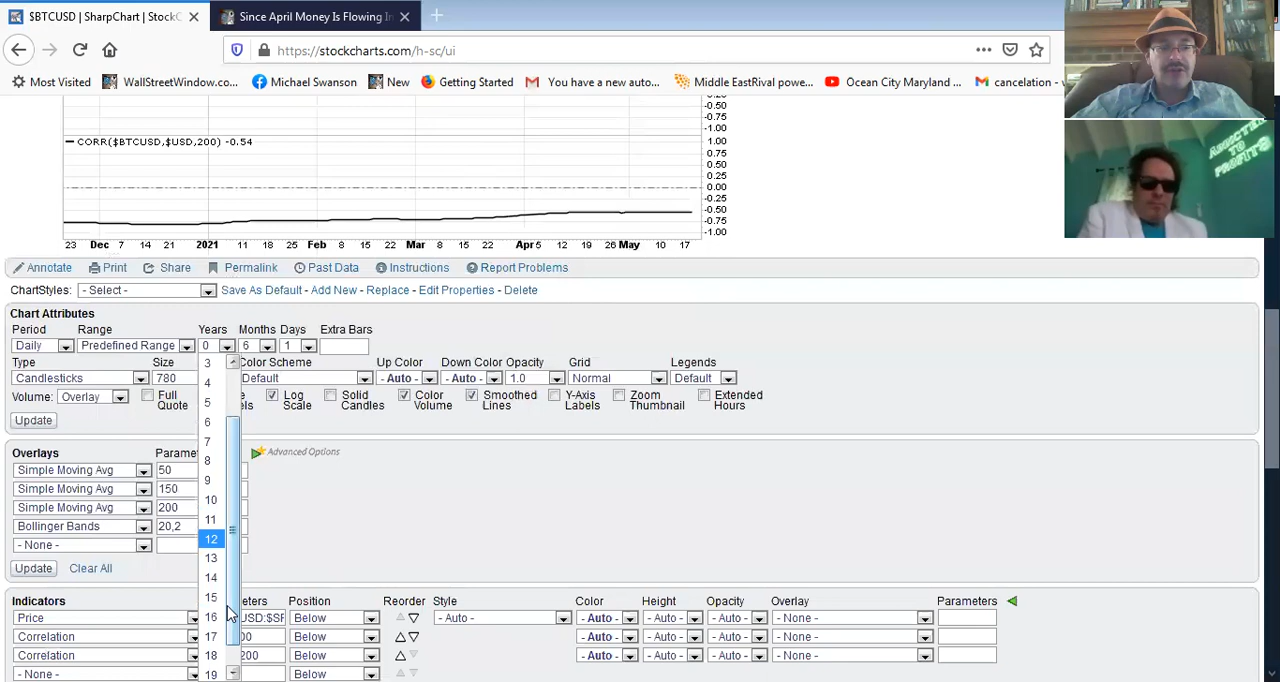 $BTCUSD | SharpChart | StockC
Since April Money Is Flowing In
https://stockcharts.com/h-sc/ui
Most Visited WallStreetWindow.co... Michael Swanson New Getting Started You have a new auto... Middle EastRival powe... Ocean City Maryland ... cancelation -
ADDICTED
TO
PROFITS
-0.50
-0.75
-1.00
CORR($BTCUSD,$USD,200) -0.54
1.00
0.75
0.50
0.25
0.00
-0.25
-0.50
-0.75
-1.00
23 Dec 7 14 21 2021 11 18 25 Feb 8 15 22 Mar 8 15 22 Apr 5 12 19 26 May 10 17
Annotate Print Share Permalink Past Data Instructions Report Problems
ChartStyles: - Select - Save As Default - Add New - Replace - Edit Properties - Delete
Chart Attributes
Period Range Years Months Days Extra Bars
Daily Predefined Range 0 6 1
Type Size Color Scheme Up Color Down Color Opacity Grid Legends
Candlesticks 780 Default - Auto - - Auto - 1.0 Normal Default
Volume: Overlay Full Quote Log Scale Solid Candles Color Volume Smoothed Lines Y-Axis Labels Zoom Thumbnail Extended Hours
Update
3
4
5
6
7
8
9
10
11
12
13
14
15
16
17
18
19
Overlays Parame Advanced Options
Simple Moving Avg 50
Simple Moving Avg 150
Simple Moving Avg 200
Bollinger Bands 20,2
- None -
Update Clear All
Indicators eters Position Reorder Style Color Height Opacity Overlay Parameters
Price USD:$SP Below - Auto - - Auto - - Auto - - Auto - - None -
Correlation 00 Below - Auto - - Auto - - Auto - - None -
Correlation 200 Below - Auto - - Auto - - Auto - - None -
- None - Below